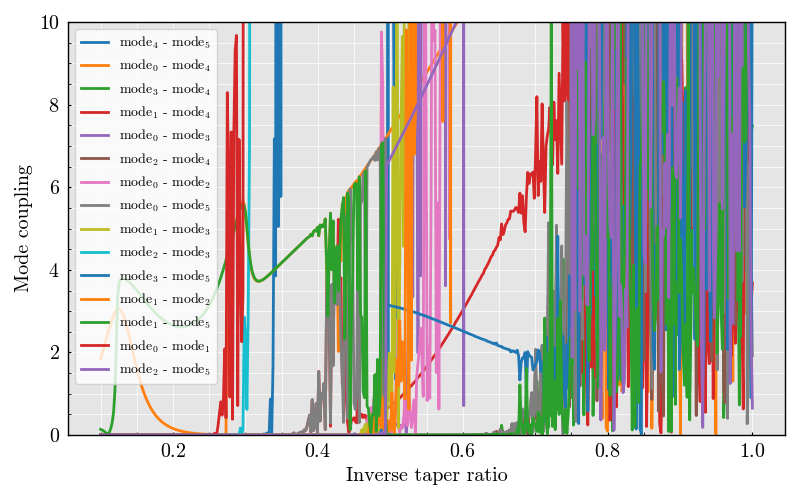 10
8
6
4
2
0
Mode coupling
mode₄ - mode₅
mode₀ - mode₄
mode₃ - mode₄
mode₁ - mode₄
mode₀ - mode₃
mode₂ - mode₄
mode₀ - mode₂
mode₀ - mode₅
mode₁ - mode₃
mode₂ - mode₃
mode₃ - mode₅
mode₁ - mode₂
mode₁ - mode₅
mode₀ - mode₁
mode₂ - mode₅
0.2 0.4 0.6 0.8 1.0
Inverse taper ratio